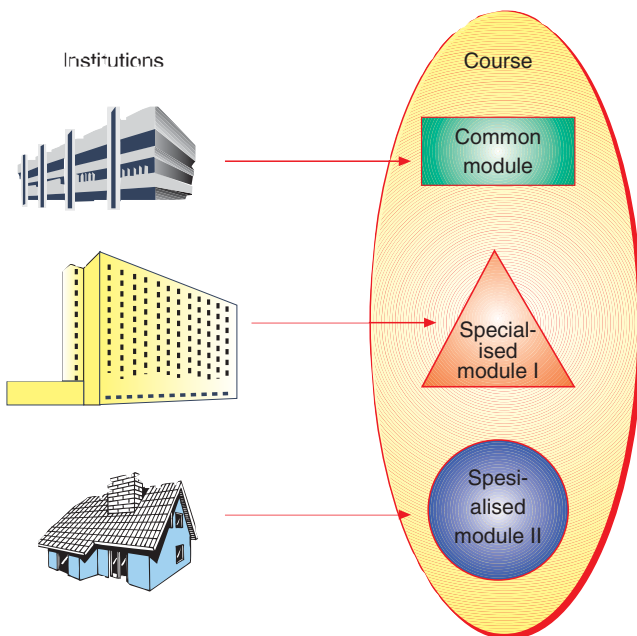 Institutions
Course
Common
module
Special-
ised
module I
Spesi-
alised
module II